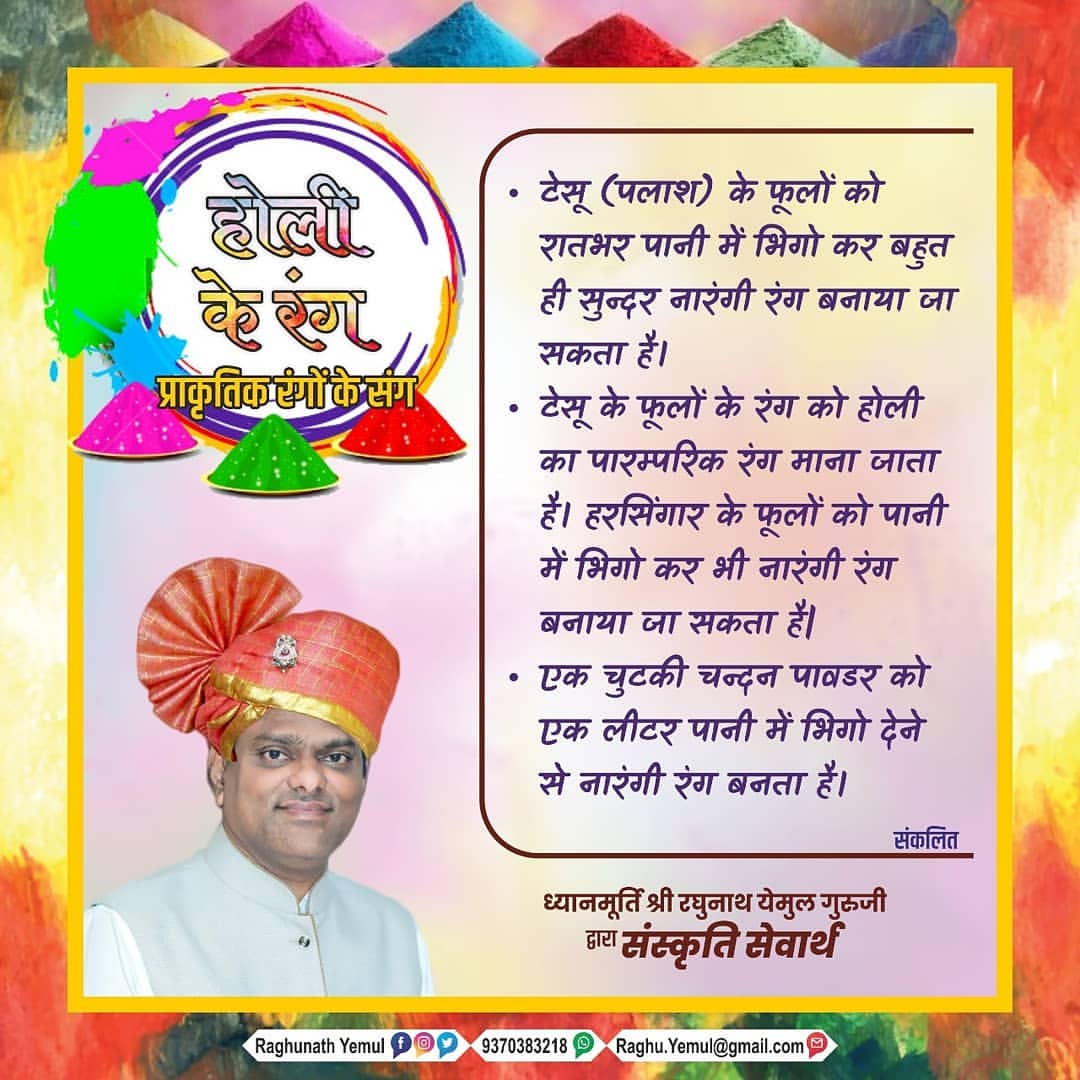 होली
के रंग
प्राकृतिक रंगों के संग
• टेसू (पलाश) के फूलों को
रातभर पानी में भिगो कर बहुत
ही सुन्दर नारंगी रंग बनाया जा
सकता है।
• टेसू के फूलों के रंग को होली
का पारम्परिक रंग माना जाता
है। हरसिंगार के फूलों को पानी
में भिगो कर भी नारंगी रंग
बनाया जा सकता है|
• एक चुटकी चन्दन पावडर को
एक लीटर पानी में भिगो देने
से नारंगी रंग बनता है।
संकलित
ध्यानमूर्ति श्री रघुनाथ येमुल गुरुजी
द्वारा संस्कृति सेवार्थ
Raghunath Yemul 9370383218 Raghu.Yemul@gmail.com